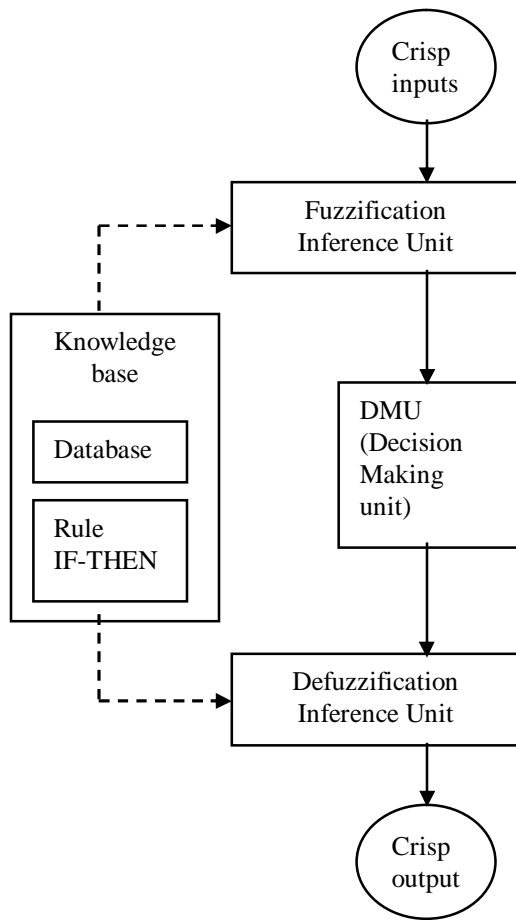 Crisp
inputs
Fuzzification
Inference Unit
Knowledge
base
Database
Rule
IF-THEN
DMU
(Decision
Making
unit)
Defuzzification
Inference Unit
Crisp
output